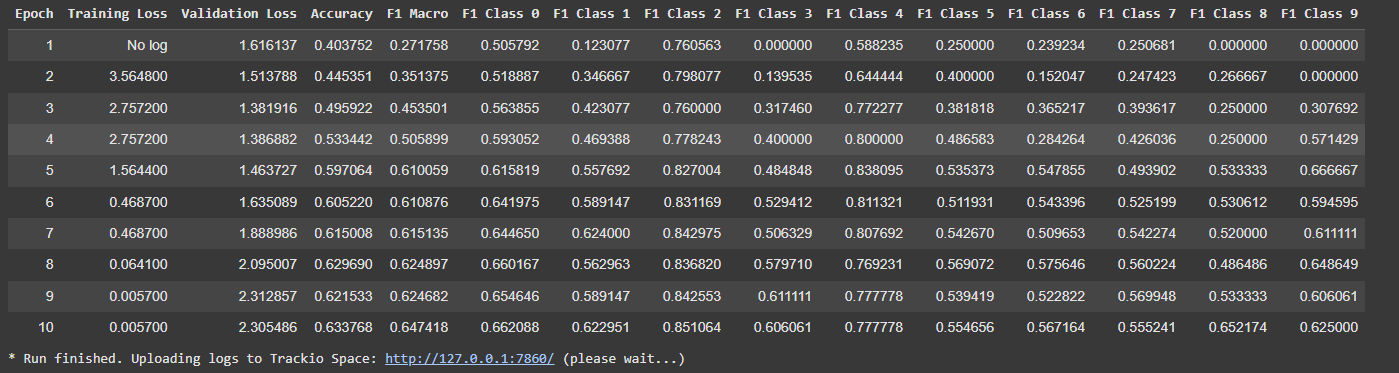 Epoch Training Loss Validation Loss Accuracy F1 Macro F1 Class 0 F1 Class 1 F1 Class 2 F1 Class 3 F1 Class 4 F1 Class 5 F1 Class 6 F1 Class 7 F1 Class 8 F1 Class 9
1 No log 1.616137 0.403752 0.271758 0.505792 0.123077 0.760563 0.000000 0.588235 0.250000 0.239234 0.250681 0.000000 0.000000
2 3.564800 1.513788 0.445351 0.351375 0.518887 0.346667 0.798077 0.139535 0.644444 0.400000 0.152047 0.247423 0.266667 0.000000
3 2.757200 1.381916 0.495922 0.453501 0.563855 0.423077 0.760000 0.317460 0.772277 0.381818 0.365217 0.393617 0.250000 0.307692
4 2.757200 1.386882 0.533442 0.505899 0.593052 0.469388 0.778243 0.400000 0.800000 0.486583 0.284264 0.426036 0.250000 0.571429
5 1.564400 1.463727 0.597064 0.610059 0.615819 0.557692 0.827004 0.484848 0.838095 0.535373 0.547855 0.493902 0.533333 0.666667
6 0.468700 1.635089 0.605220 0.610876 0.641975 0.589147 0.831169 0.529412 0.811321 0.511931 0.543396 0.525199 0.530612 0.594595
7 0.468700 1.888986 0.615008 0.615135 0.644650 0.624000 0.842975 0.506329 0.807692 0.542670 0.509653 0.542274 0.520000 0.611111
8 0.064100 2.095007 0.629690 0.624897 0.660167 0.562963 0.836820 0.579710 0.769231 0.569072 0.575646 0.560224 0.486486 0.648649
9 0.005700 2.312857 0.621533 0.624682 0.654646 0.589147 0.842553 0.611111 0.777778 0.539419 0.522822 0.569948 0.533333 0.606061
10 0.005700 2.305486 0.633768 0.647418 0.662088 0.622951 0.851064 0.606061 0.777778 0.554656 0.567164 0.555241 0.652174 0.625000
* Run finished. Uploading logs to Trackio Space: http://127.0.0.1:7860/ (please wait...)